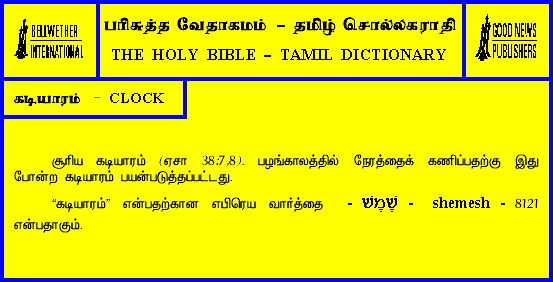 BELLWETHER
INTERNATIONAL
பரிசுத்த வேதாகமம் – தமிழ் சொல்லகராதி
THE HOLY BIBLE – TAMIL DICTIONARY
GOOD NEWS
PUBLISHERS
கடியாரம் – CLOCK
சூரிய கடியாரம் (ஏசா 38:7,8). பழங்காலத்தில் நேரத்தைக் கணிப்பதற்கு இது
போன்ற கடியாரம் பயன்படுத்தப்பட்டது.
“கடியாரம்” என்பதற்கான எபிரெய வார்த்தை - שֶׁמֶשׁ - shemesh - 8121
என்பதாகும்.